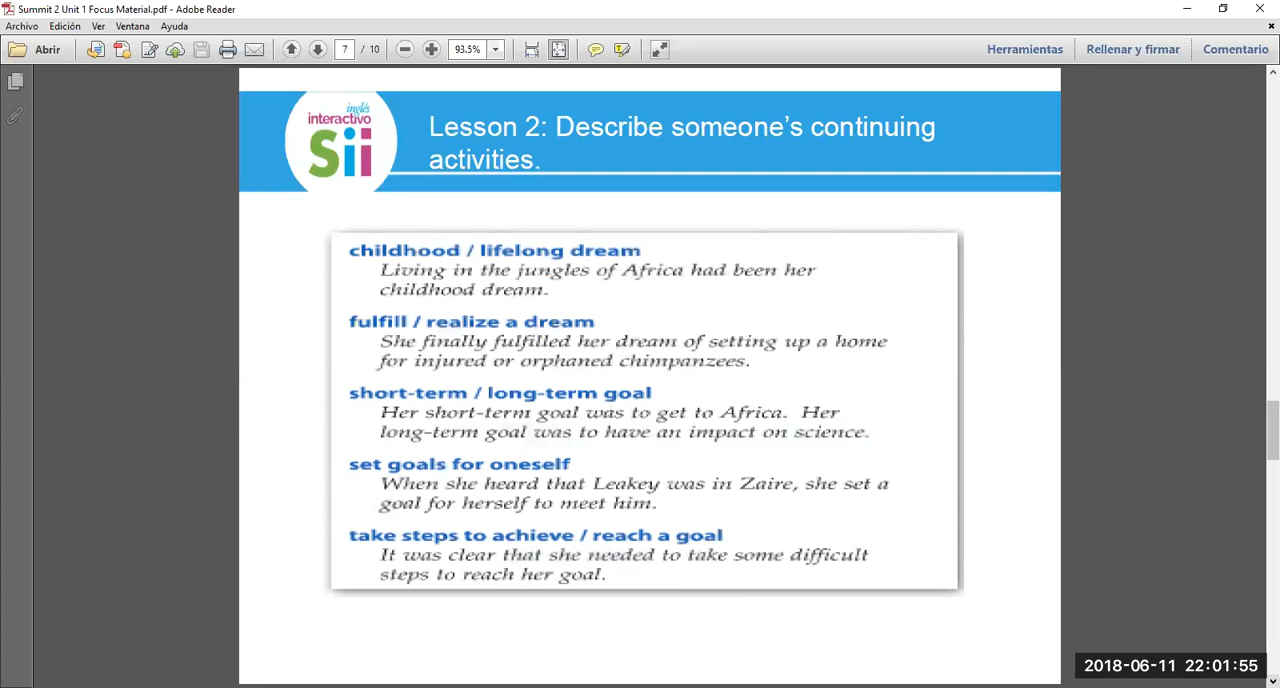 Summit 2 Unit 1 Focus Material.pdf - Adobe Reader
Archivo Edición Ver Ventana Ayuda
Abrir 7 / 10 93.5% Herramientas Rellenar y firmar Comentario
inglés
interactivo
Sii
Lesson 2: Describe someone’s continuing
activities.
childhood / lifelong dream
Living in the jungles of Africa had been her
childhood dream.
fulfill / realize a dream
She finally fulfilled her dream of setting up a home
for injured or orphaned chimpanzees.
short-term / long-term goal
Her short-term goal was to get to Africa. Her
long-term goal was to have an impact on science.
set goals for oneself
When she heard that Leakey was in Zaire, she set a
goal for herself to meet him.
take steps to achieve / reach a goal
It was clear that she needed to take some difficult
steps to reach her goal.
2018-06-11 22:01:55